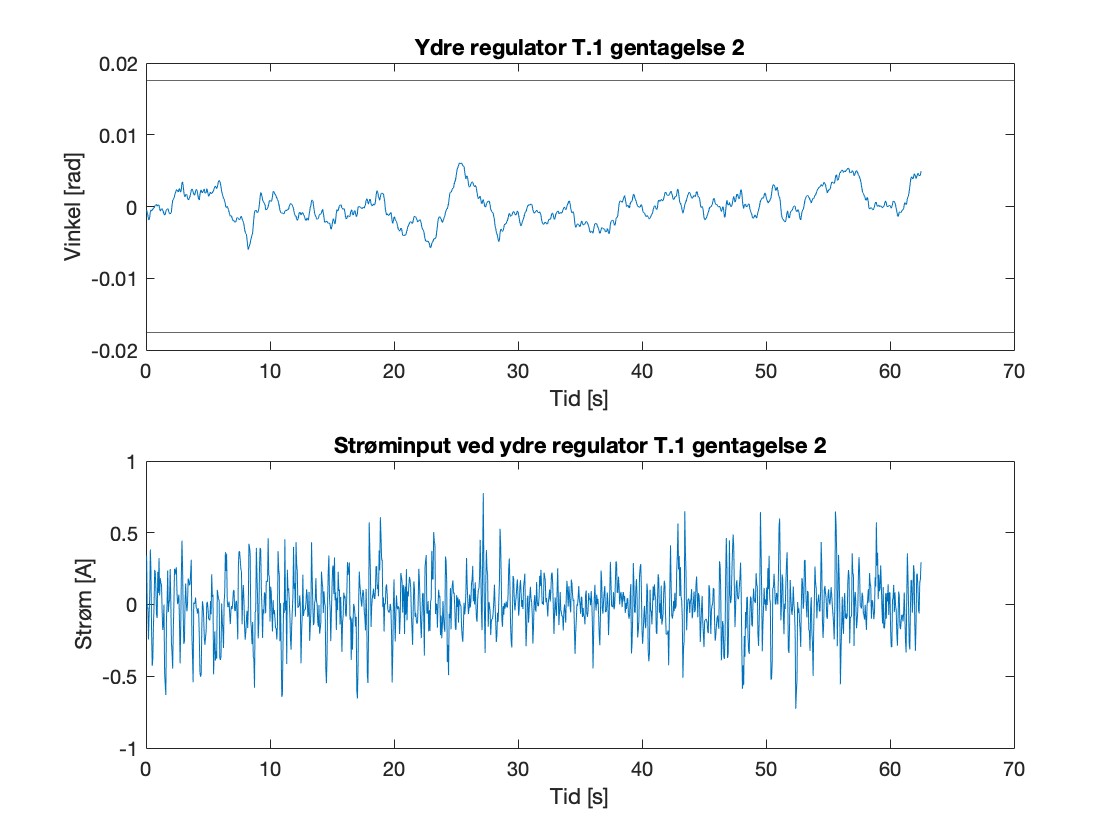 Ydre regulator T.1 gentagelse 2
0.02
0.01
0
-0.01
-0.02
Vinkel [rad]
0 10 20 30 40 50 60 70
Tid [s]
Strøminput ved ydre regulator T.1 gentagelse 2
1
0.5
0
-0.5
-1
Strøm [A]
0 10 20 30 40 50 60 70
Tid [s]